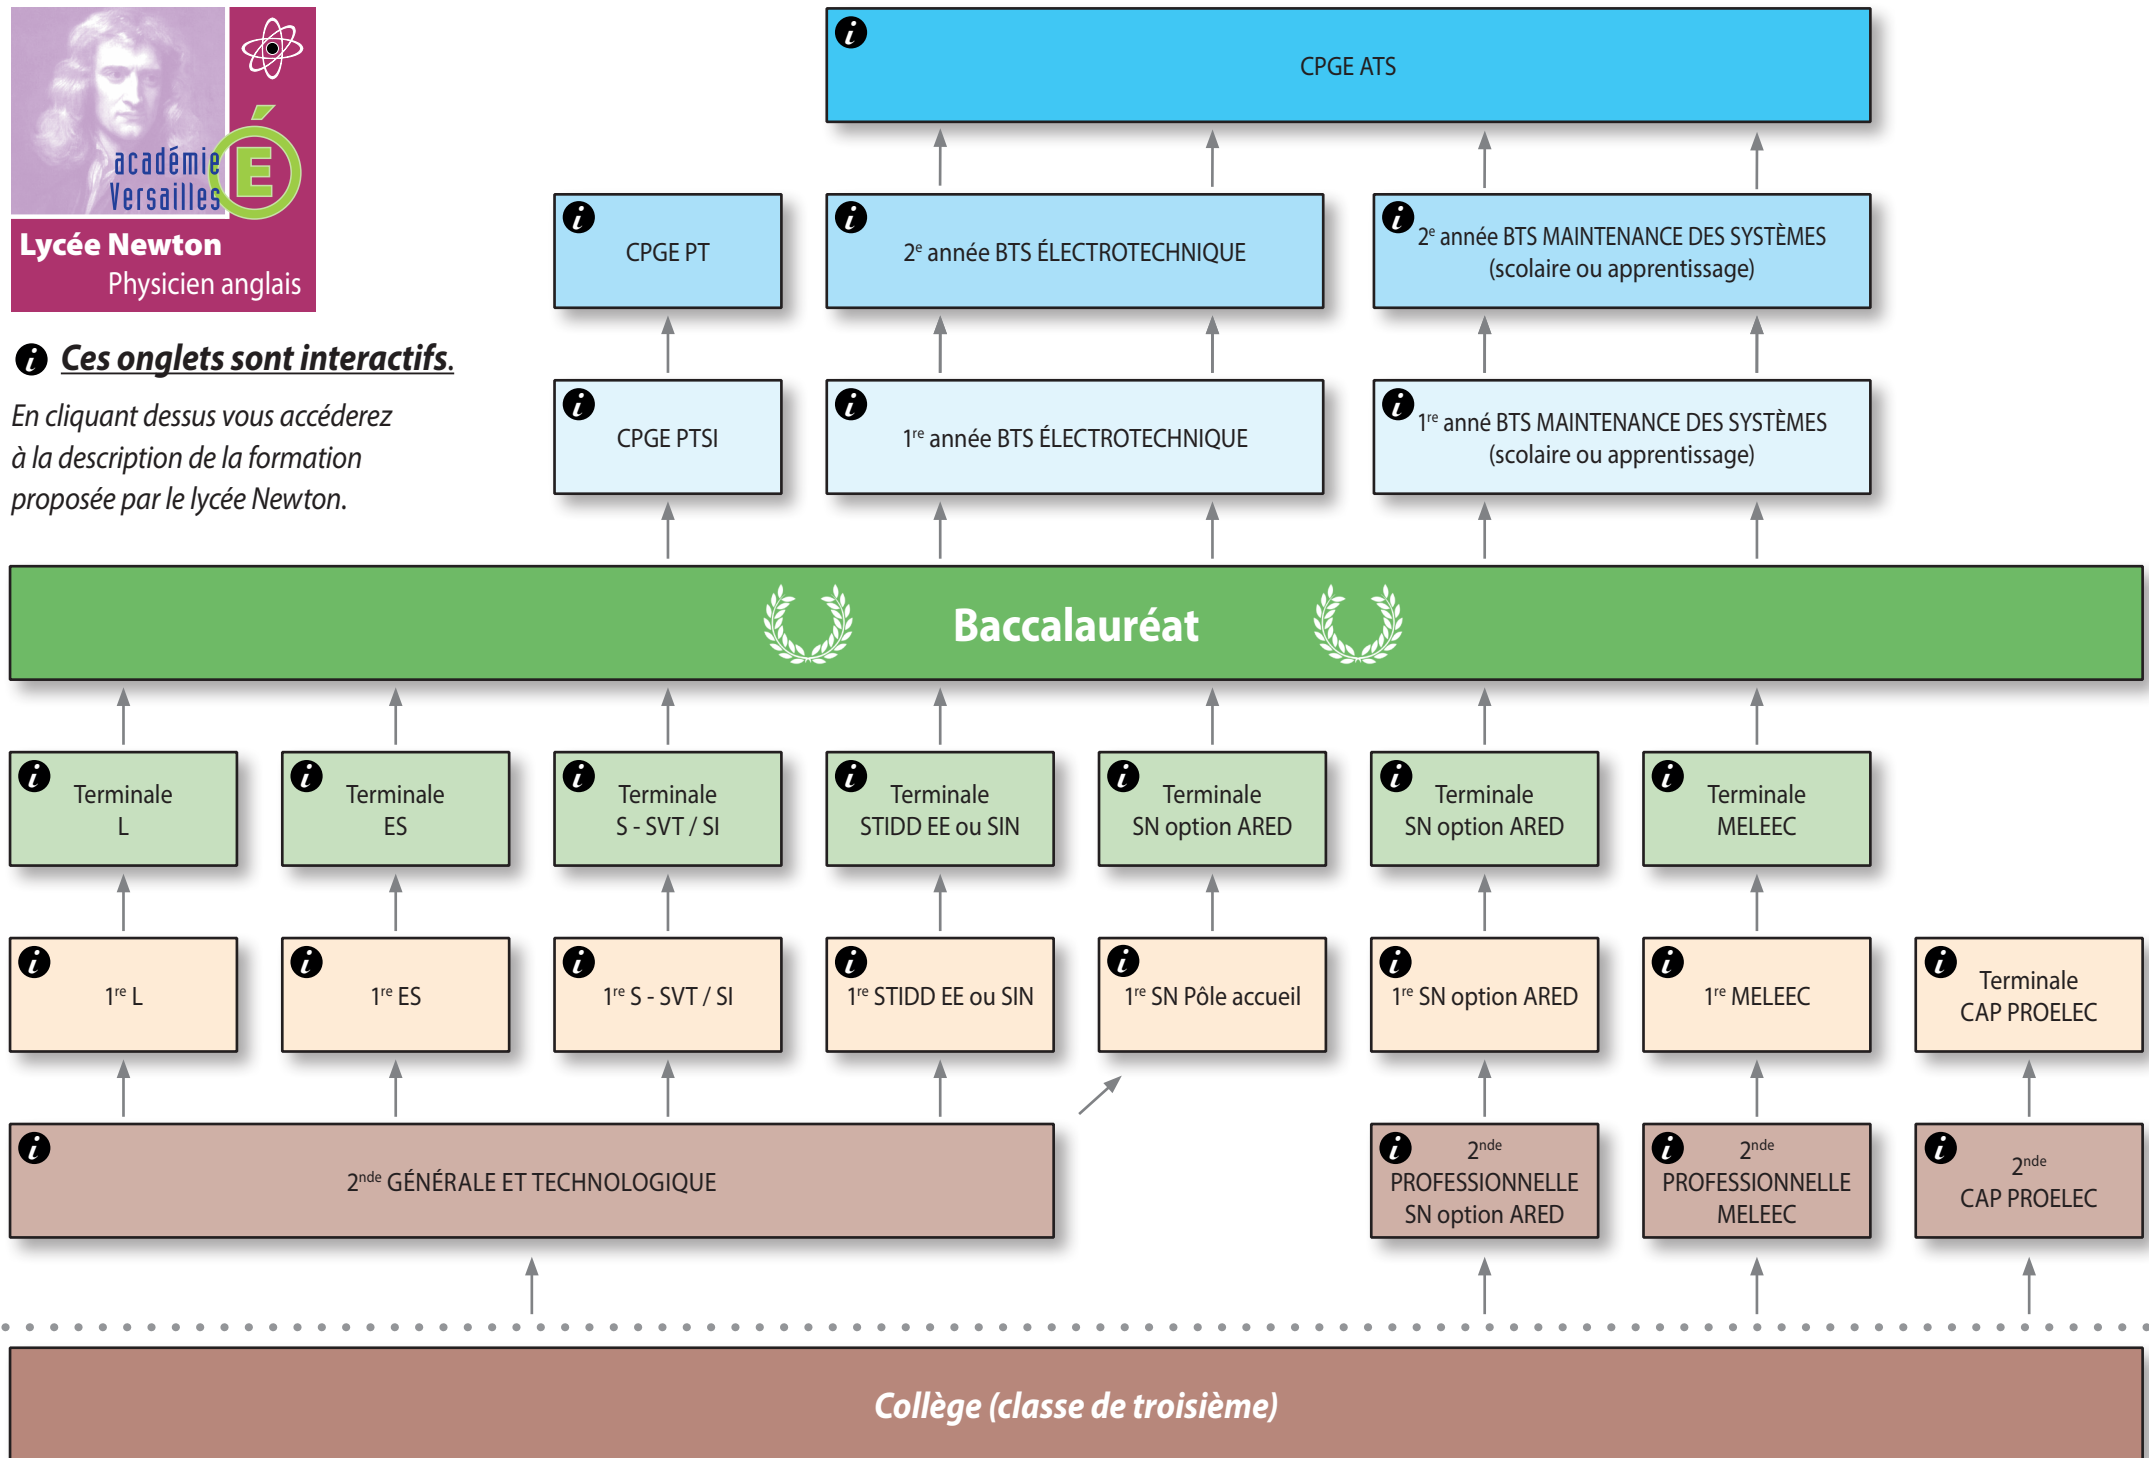 académie
Versailles
É
Lycée Newton
Physicien anglais
i Ces onglets sont interactifs.
En cliquant dessus vous accéderez
à la description de la formation
proposée par le lycée Newton.
i
CPGE ATS
i
CPGE PT
i
2e année BTS ÉLECTROTECHNIQUE
i
2e année BTS MAINTENANCE DES SYSTÈMES
(scolaire ou apprentissage)
i
CPGE PTSI
i
1re année BTS ÉLECTROTECHNIQUE
i
1re anné BTS MAINTENANCE DES SYSTÈMES
(scolaire ou apprentissage)
Baccalauréat
i
Terminale
L
i
Terminale
ES
i
Terminale
S - SVT / SI
i
Terminale
STIDD EE ou SIN
i
Terminale
SN option ARED
i
Terminale
SN option ARED
i
Terminale
MELEEC
i
1re L
i
1re ES
i
1re S - SVT / SI
i
1re STIDD EE ou SIN
i
1re SN Pôle accueil
i
1re SN option ARED
i
1re MELEEC
i
Terminale
CAP PROELEC
i
2nde GÉNÉRALE ET TECHNOLOGIQUE
i
2nde
PROFESSIONNELLE
SN option ARED
i
2nde
PROFESSIONNELLE
MELEEC
i
2nde
CAP PROELEC
Collège (classe de troisième)